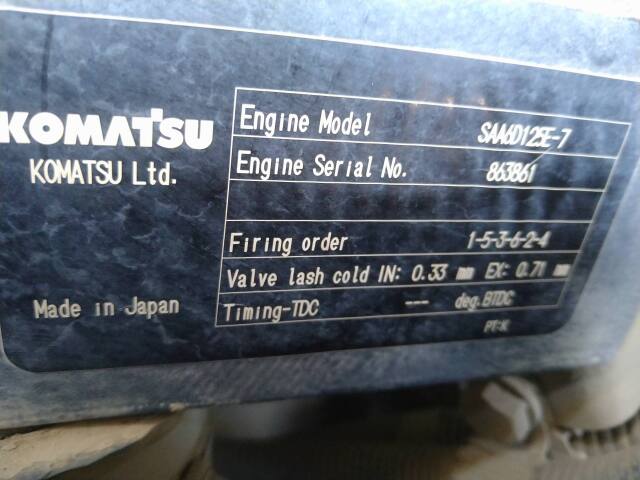 KOMATSU
KOMATSU Ltd.
Made in Japan
Engine Model SAA6D125E-7
Engine Serial No. 863861
Firing order 1-5-3-6-2-4
Valve lash cold IN: 0.33 mm EX: 0.71 mm
Timing-TDC --- deg.BTDC
PT:K